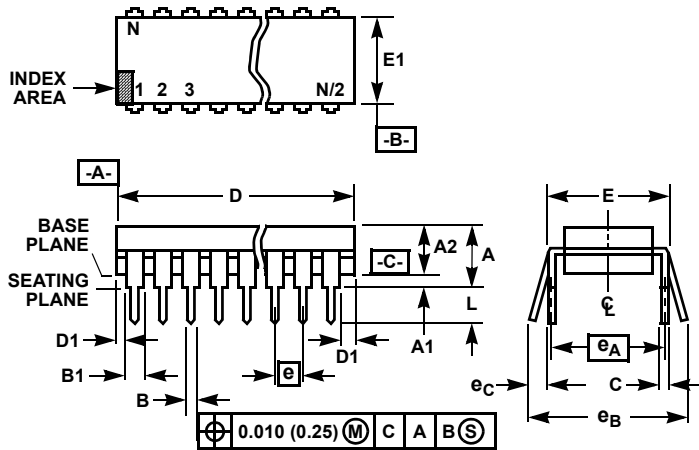 N
E1
INDEX
AREA
1 2 3 N/2
-B-
-A-
D
E
BASE
PLANE
A2
A
-C-
SEATING
PLANE
L
C
L
D1
A1
D1
eA
B1
e
eC
C
B
eB
0.010 (0.25) M C A B S